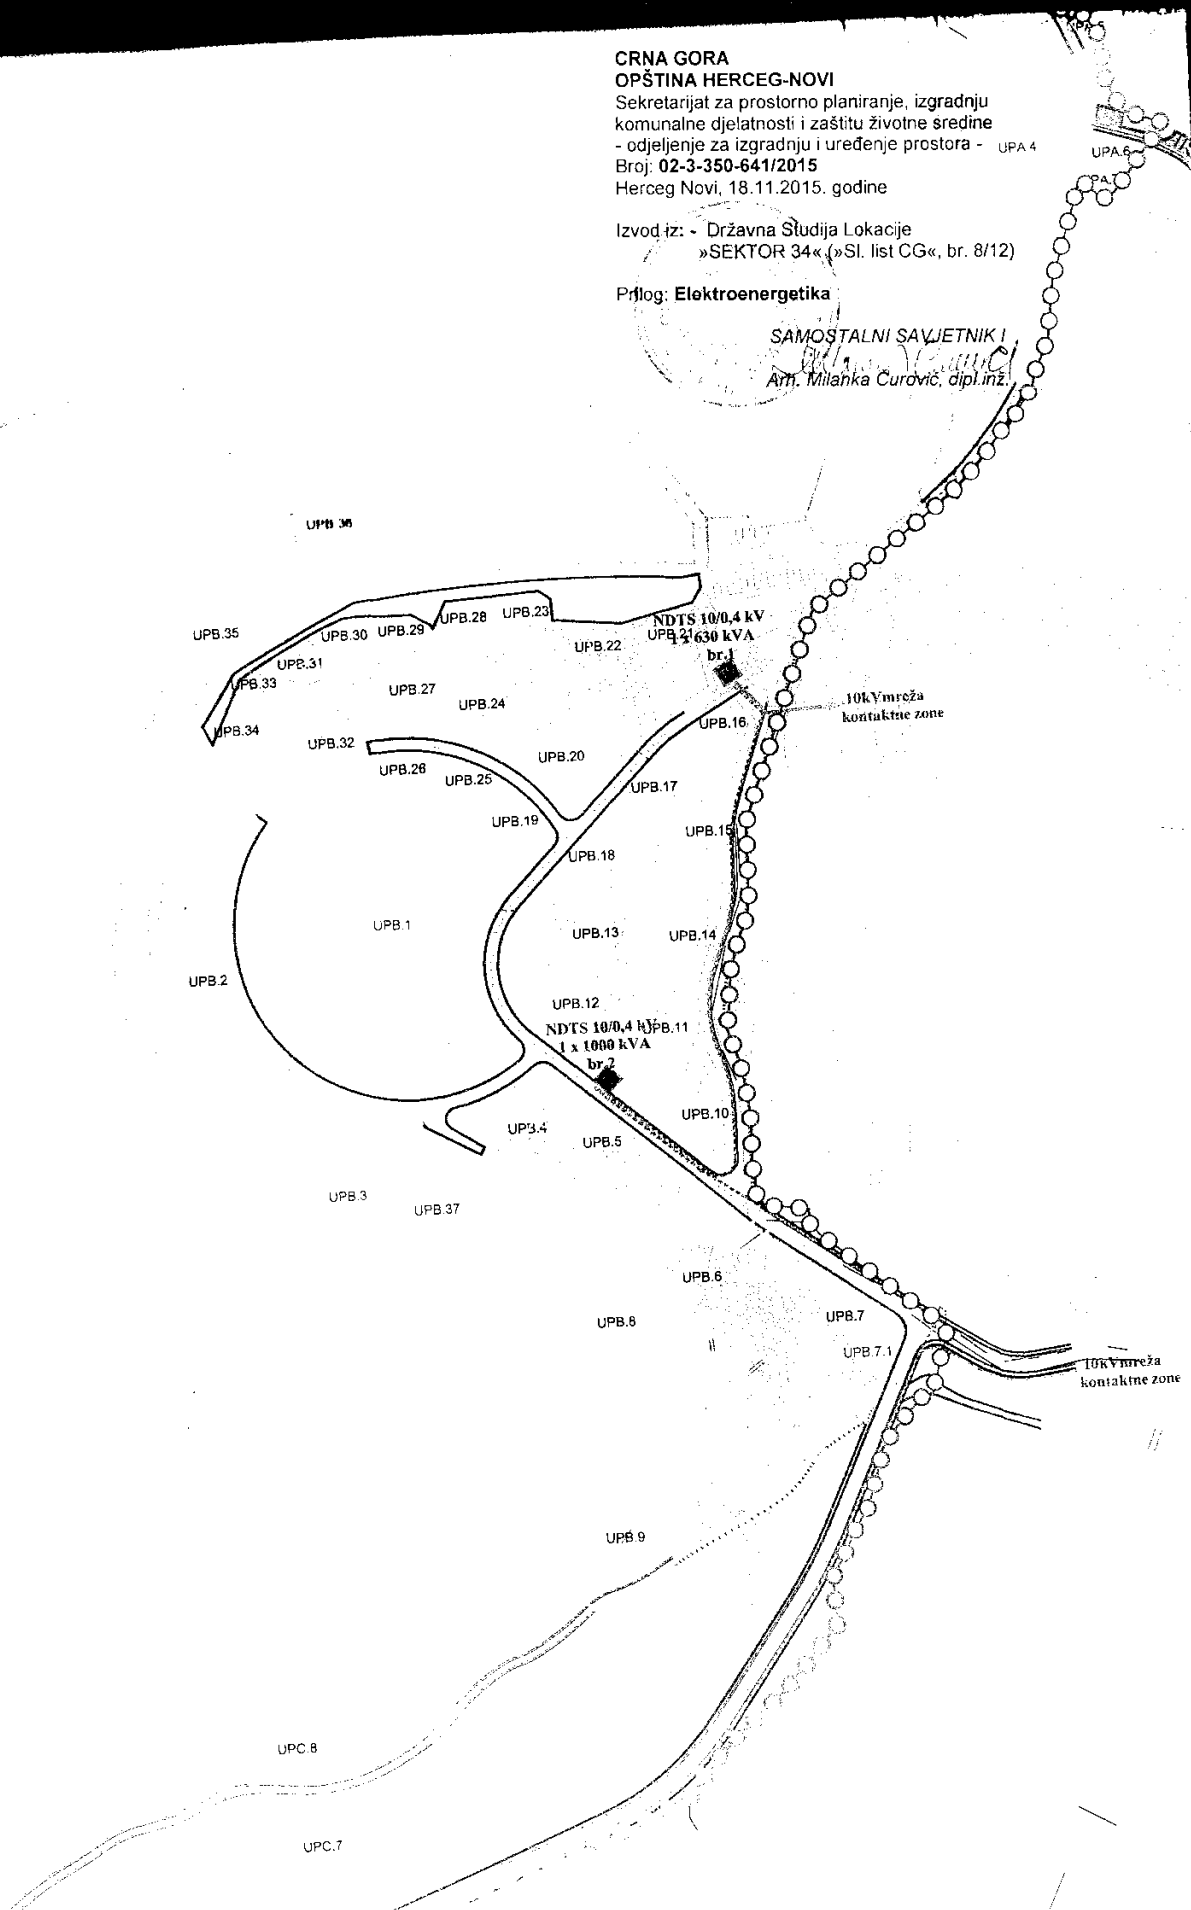 CRNA GORA
OPŠTINA HERCEG-NOVI
Sekretarijat za prostorno planiranje, izgradnju
komunalne djelatnosti i zaštitu životne sredine
- odjeljenje za izgradnju i uređenje prostora -
Broj: 02-3-350-641/2015
Herceg Novi, 18.11.2015. godine
Izvod iz: - Državna Studija Lokacije
»SEKTOR 34« (»Sl. list CG«, br. 8/12)
Prilog: Elektroenergetika
SAMOSTALNI SAVJETNIK I
Arh. Milanka Čurović, dipl.inž.
UPA 4
UPA.6
UPB 36
UPB.35
UPB.30
UPB.29
UPB.28
UPB.23
UPB.22
UPB.21
NDTS 10/0,4 kV
1 x 630 kVA
br.1
UPB.31
UPB.33
UPB.27
UPB.24
UPB.34
UPB.32
UPB.26
UPB.25
UPB.20
UPB.16
10kV mreža
kontaktne zone
UPB.17
UPB.19
UPB.15
UPB.18
UPB.1
UPB.13
UPB.14
UPB.2
UPB.12
UPB.11
NDTS 10/0,4 kV
1 x 1000 kVA
br.2
UPB.10
UPB.4
UPB.5
UPB.3
UPB.37
UPB.6
UPB.8
UPB.7
UPB.7.1
10kV mreža
kontaktne zone
UPB.9
UPC.8
UPC.7